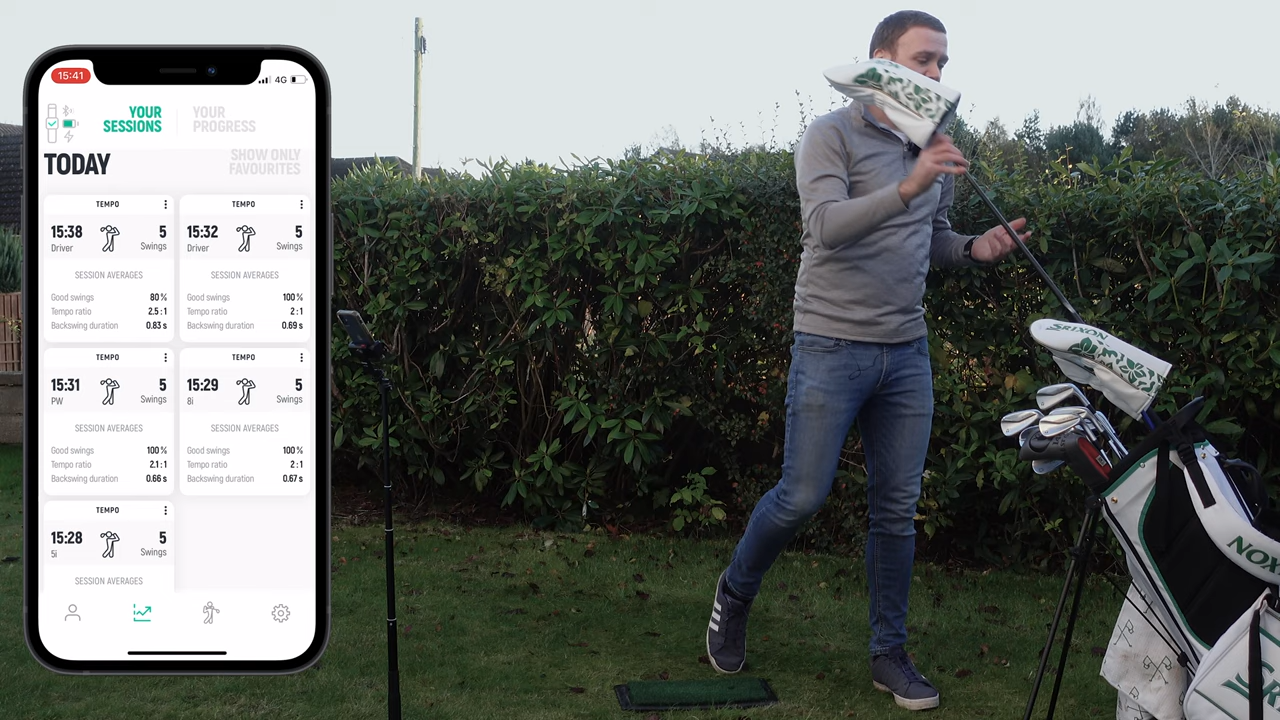 15:41
4G
YOUR
SESSIONS
YOUR
PROGRESS
TODAY
SHOW ONLY
FAVOURITES
TEMPO
15:38
Driver
5
Swings
SESSION AVERAGES
Good swings 80 %
Tempo ratio 2.5 : 1
Backswing duration 0.83 s
TEMPO
15:32
Driver
5
Swings
SESSION AVERAGES
Good swings 100 %
Tempo ratio 2 : 1
Backswing duration 0.69 s
TEMPO
15:31
PW
5
Swings
SESSION AVERAGES
Good swings 100 %
Tempo ratio 2.1 : 1
Backswing duration 0.66 s
TEMPO
15:29
8i
5
Swings
SESSION AVERAGES
Good swings 100 %
Tempo ratio 2 : 1
Backswing duration 0.67 s
TEMPO
15:28
5i
5
Swings
SESSION AVERAGES
SRIXON